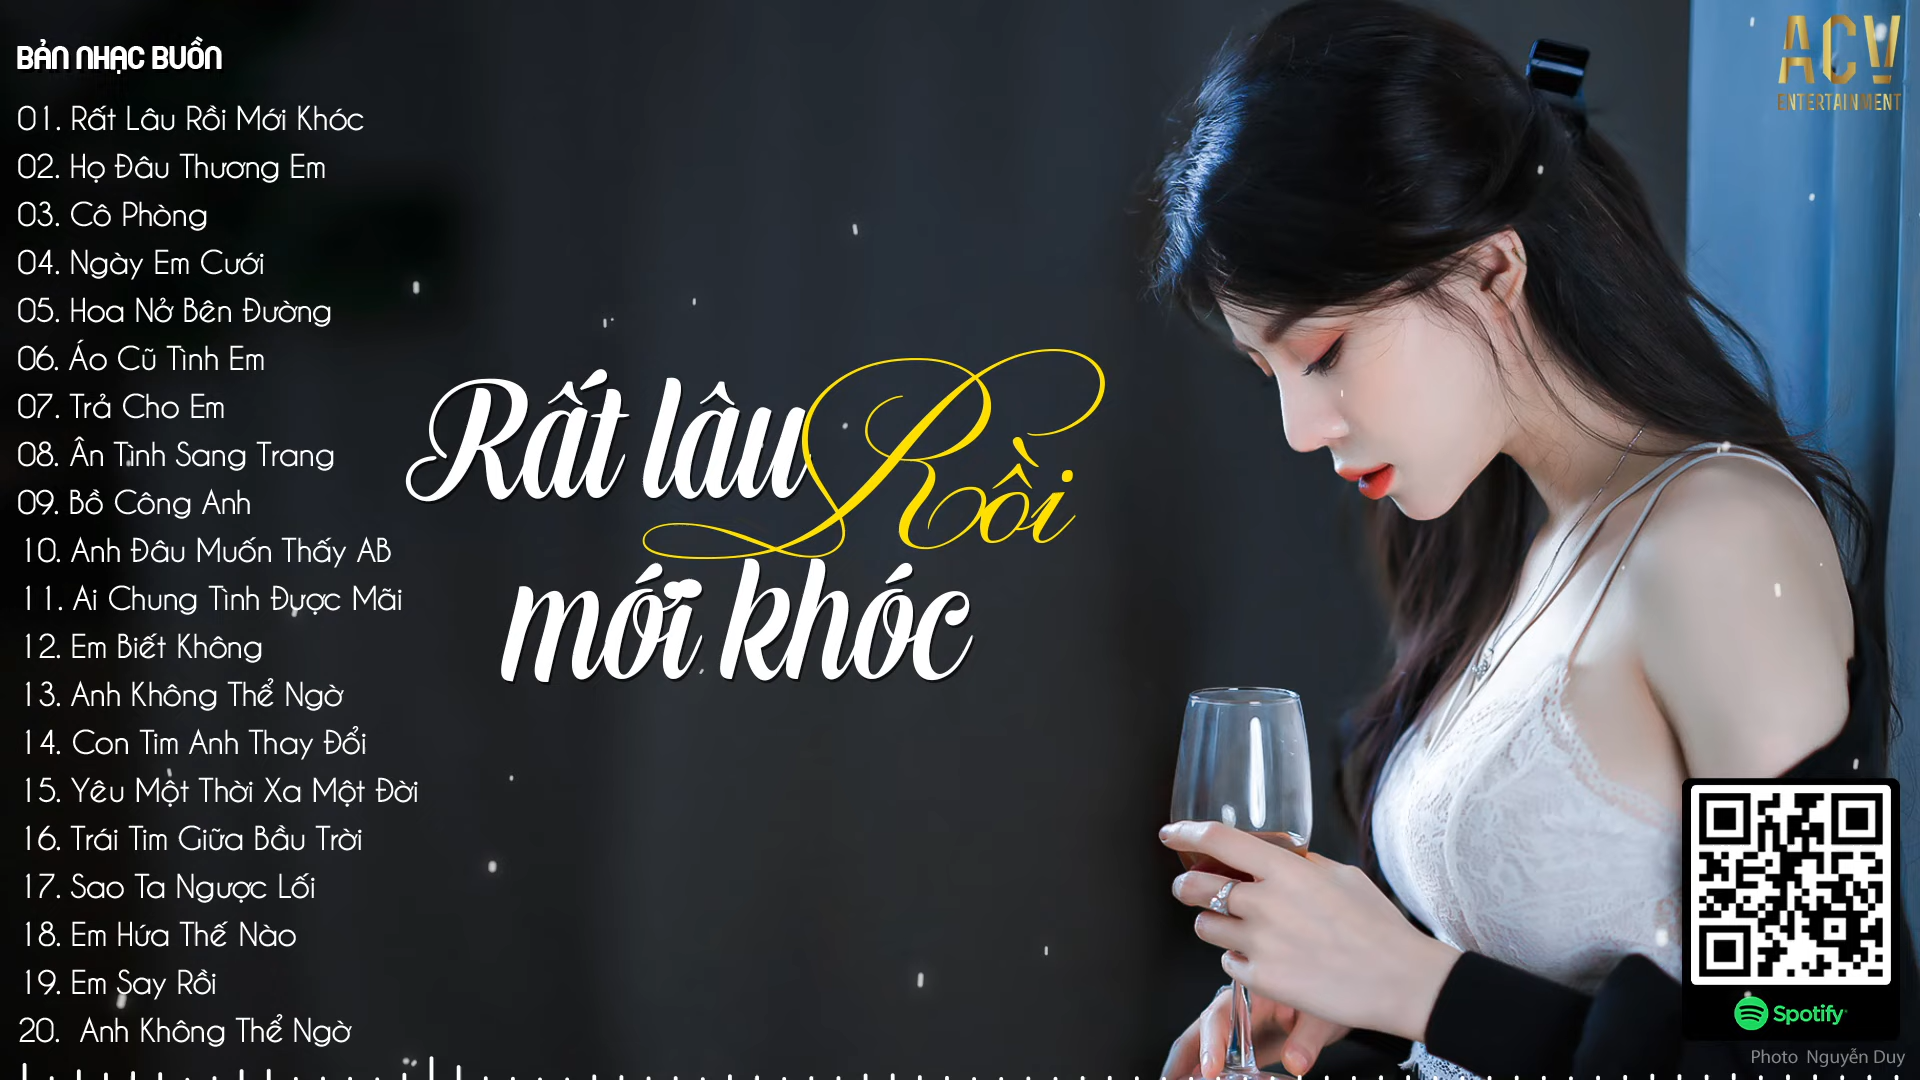 BẢN NHẠC BUỒN
01. Rất Lâu Rồi Mới Khóc
02. Họ Đâu Thương Em
03. Cô Phòng
04. Ngày Em Cưới
05. Hoa Nở Bên Đường
06. Áo Cũ Tình Em
07. Trả Cho Em
08. Ân Tình Sang Trang
09. Bồ Công Anh
10. Anh Đâu Muốn Thấy AB
11. Ai Chung Tình Được Mãi
12. Em Biết Không
13. Anh Không Thể Ngờ
14. Con Tim Anh Thay Đổi
15. Yêu Một Thời Xa Một Đời
16. Trái Tim Giữa Bầu Trời
17. Sao Ta Ngược Lối
18. Em Hứa Thế Nào
19. Em Say Rồi
20. Anh Không Thể Ngờ
Rất lâu Rồi
mới khóc
ACV
ENTERTAINMENT
Spotify
Photo Nguyễn Duy